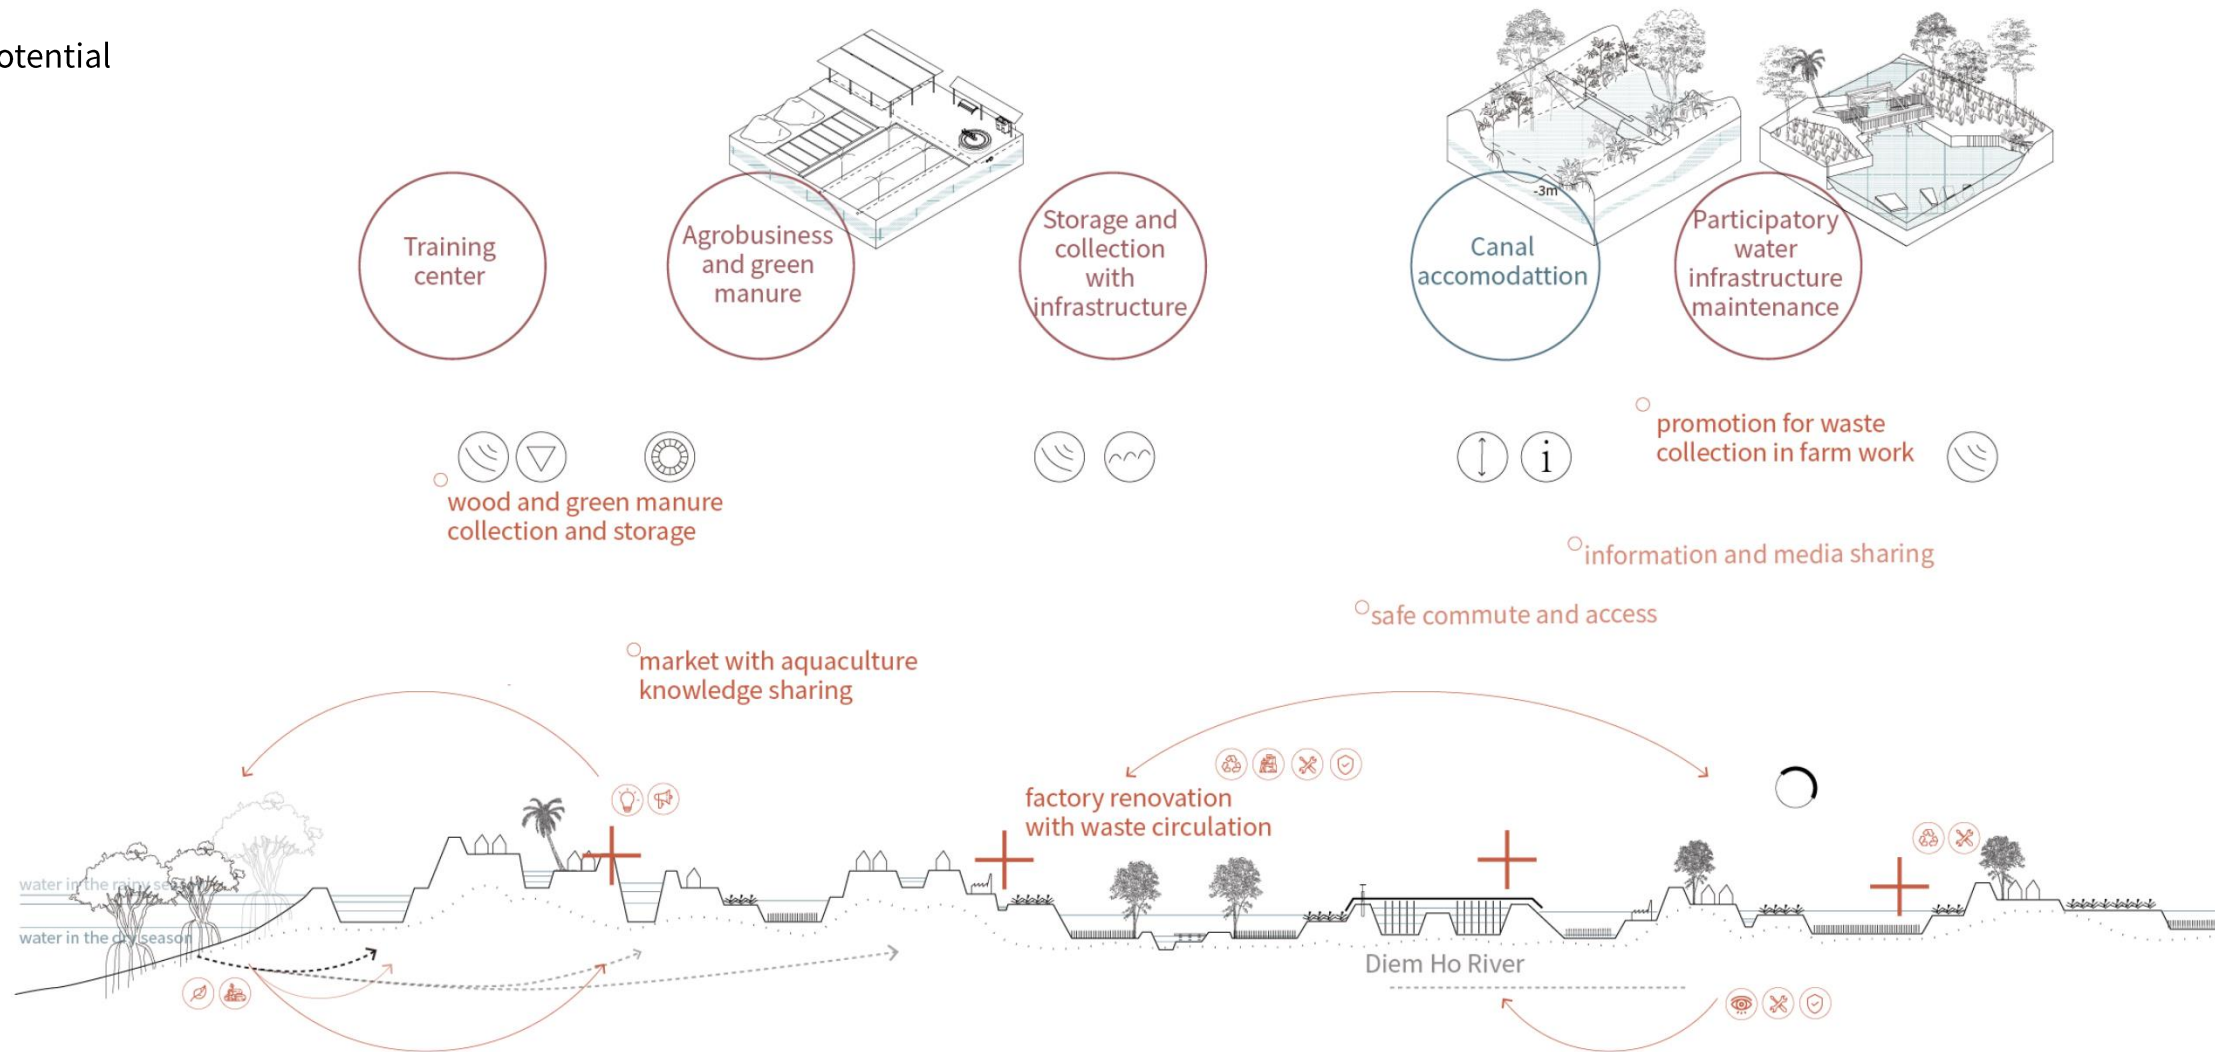 otential
Training
center
Agrobusiness
and green
manure
Storage and
collection
with
infrastructure
-3m
Canal
accomodattion
Participatory
water
infrastructure
maintenance
promotion for waste
collection in farm work
i
wood and green manure
collection and storage
information and media sharing
safe commute and access
market with aquaculture
knowledge sharing
factory renovation
with waste circulation
water in the rainy season
water in the dry season
Diem Ho River